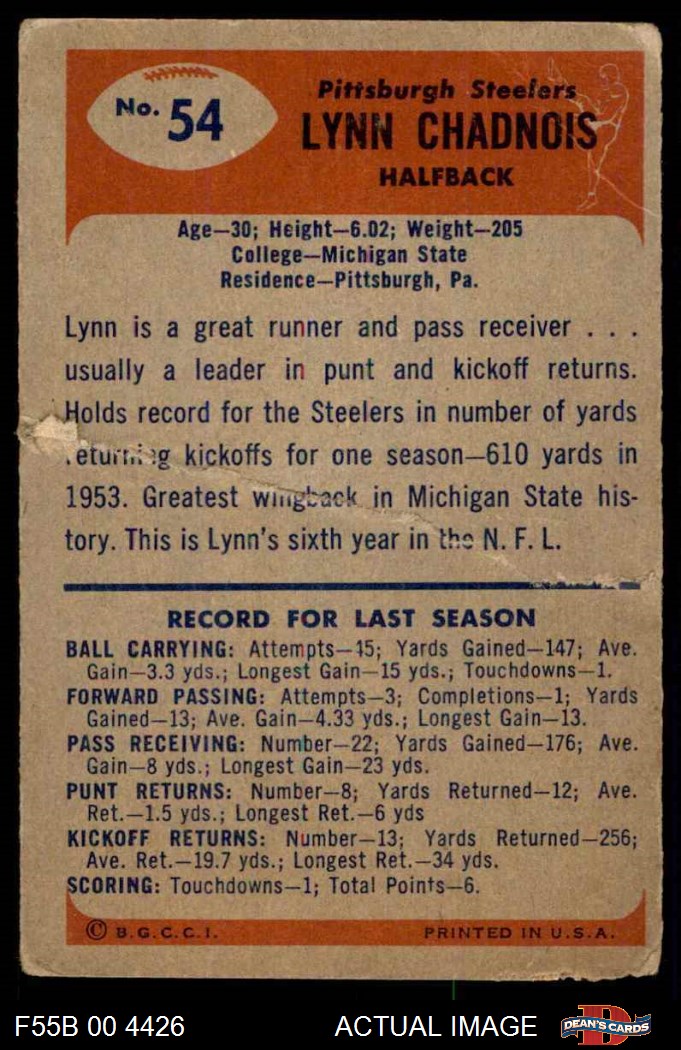 No. 54
Pittsburgh Steelers
LYNN CHADNOIS
HALFBACK
Age—30; Height—6.02; Weight—205
College—Michigan State
Residence—Pittsburgh, Pa.
Lynn is a great runner and pass receiver . . .
usually a leader in punt and kickoff returns.
Holds record for the Steelers in number of yards
returning kickoffs for one season—610 yards in
1953. Greatest wingback in Michigan State his-
tory. This is Lynn's sixth year in the N. F. L.
RECORD FOR LAST SEASON
BALL CARRYING: Attempts—15; Yards Gained—147; Ave.
Gain—3.3 yds.; Longest Gain—15 yds.; Touchdowns—1.
FORWARD PASSING: Attempts—3; Completions—1; Yards
Gained—13; Ave. Gain—4.33 yds.; Longest Gain—13.
PASS RECEIVING: Number—22; Yards Gained—176; Ave.
Gain—8 yds.; Longest Gain—23 yds.
PUNT RETURNS: Number—8; Yards Returned—12; Ave.
Ret.—1.5 yds.; Longest Ret.—6 yds
KICKOFF RETURNS: Number—13; Yards Returned—256;
Ave. Ret.—19.7 yds.; Longest Ret.—34 yds.
SCORING: Touchdowns—1; Total Points—6.
© B.G.C.C.I. PRINTED IN U.S.A.
F55B 00 4426 ACTUAL IMAGE D DEAN'S CARDS